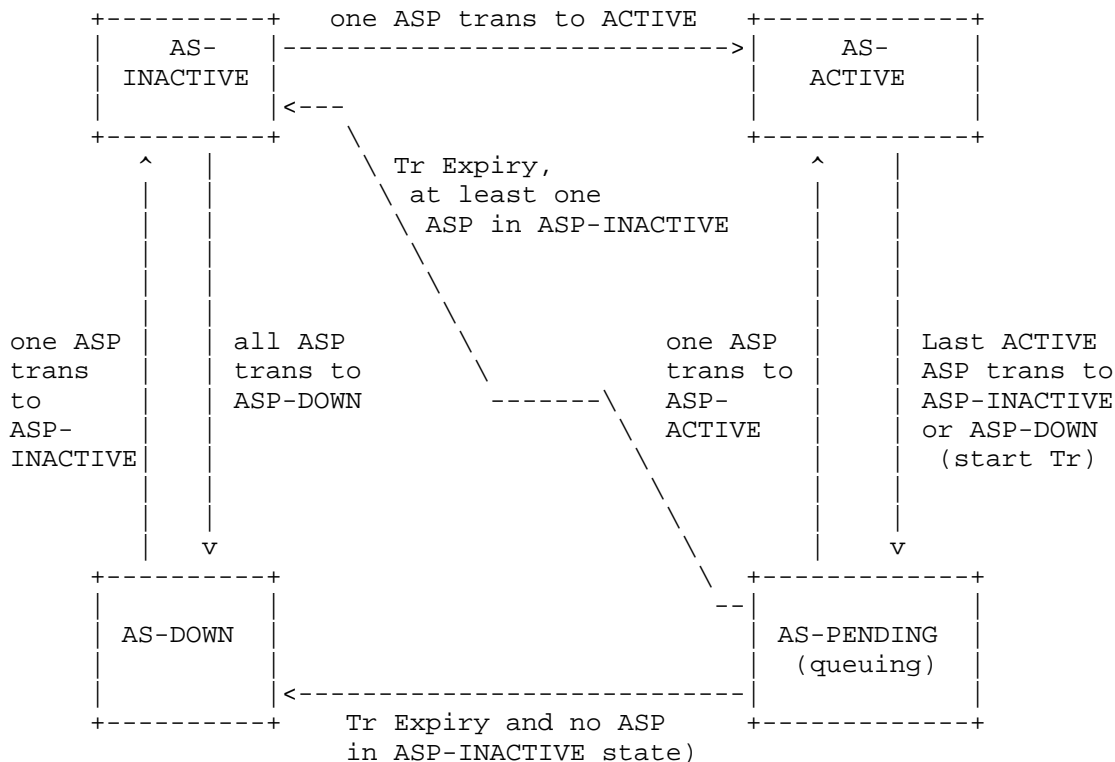 one ASP trans to ACTIVE
AS-
INACTIVE
AS-
ACTIVE
Tr Expiry,
at least one
ASP in ASP-INACTIVE
one ASP
trans
to
ASP-
INACTIVE
all ASP
trans to
ASP-DOWN
one ASP
trans to
ASP-
ACTIVE
Last ACTIVE
ASP trans to
ASP-INACTIVE
or ASP-DOWN
(start Tr)
AS-DOWN
AS-PENDING
(queuing)
Tr Expiry and no ASP
in ASP-INACTIVE state)